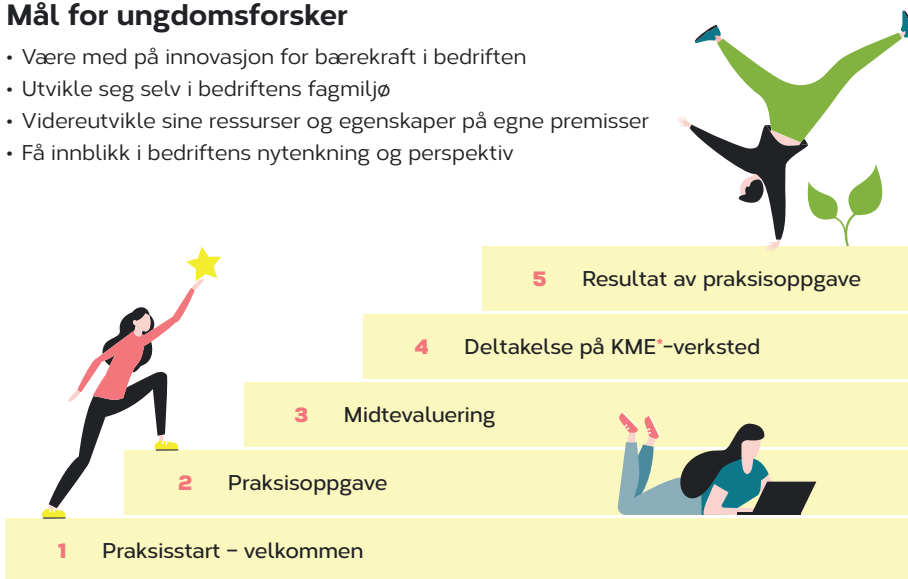 Mål for ungdomsforsker
• Være med på innovasjon for bærekraft i bedriften
• Utvikle seg selv i bedriftens fagmiljø
• Videreutvikle sine ressurser og egenskaper på egne premisser
• Få innblikk i bedriftens nytenkning og perspektiv
5 Resultat av praksisoppgave
4 Deltakelse på KME*-verksted
3 Midtevaluering
2 Praksisoppgave
1 Praksisstart – velkommen